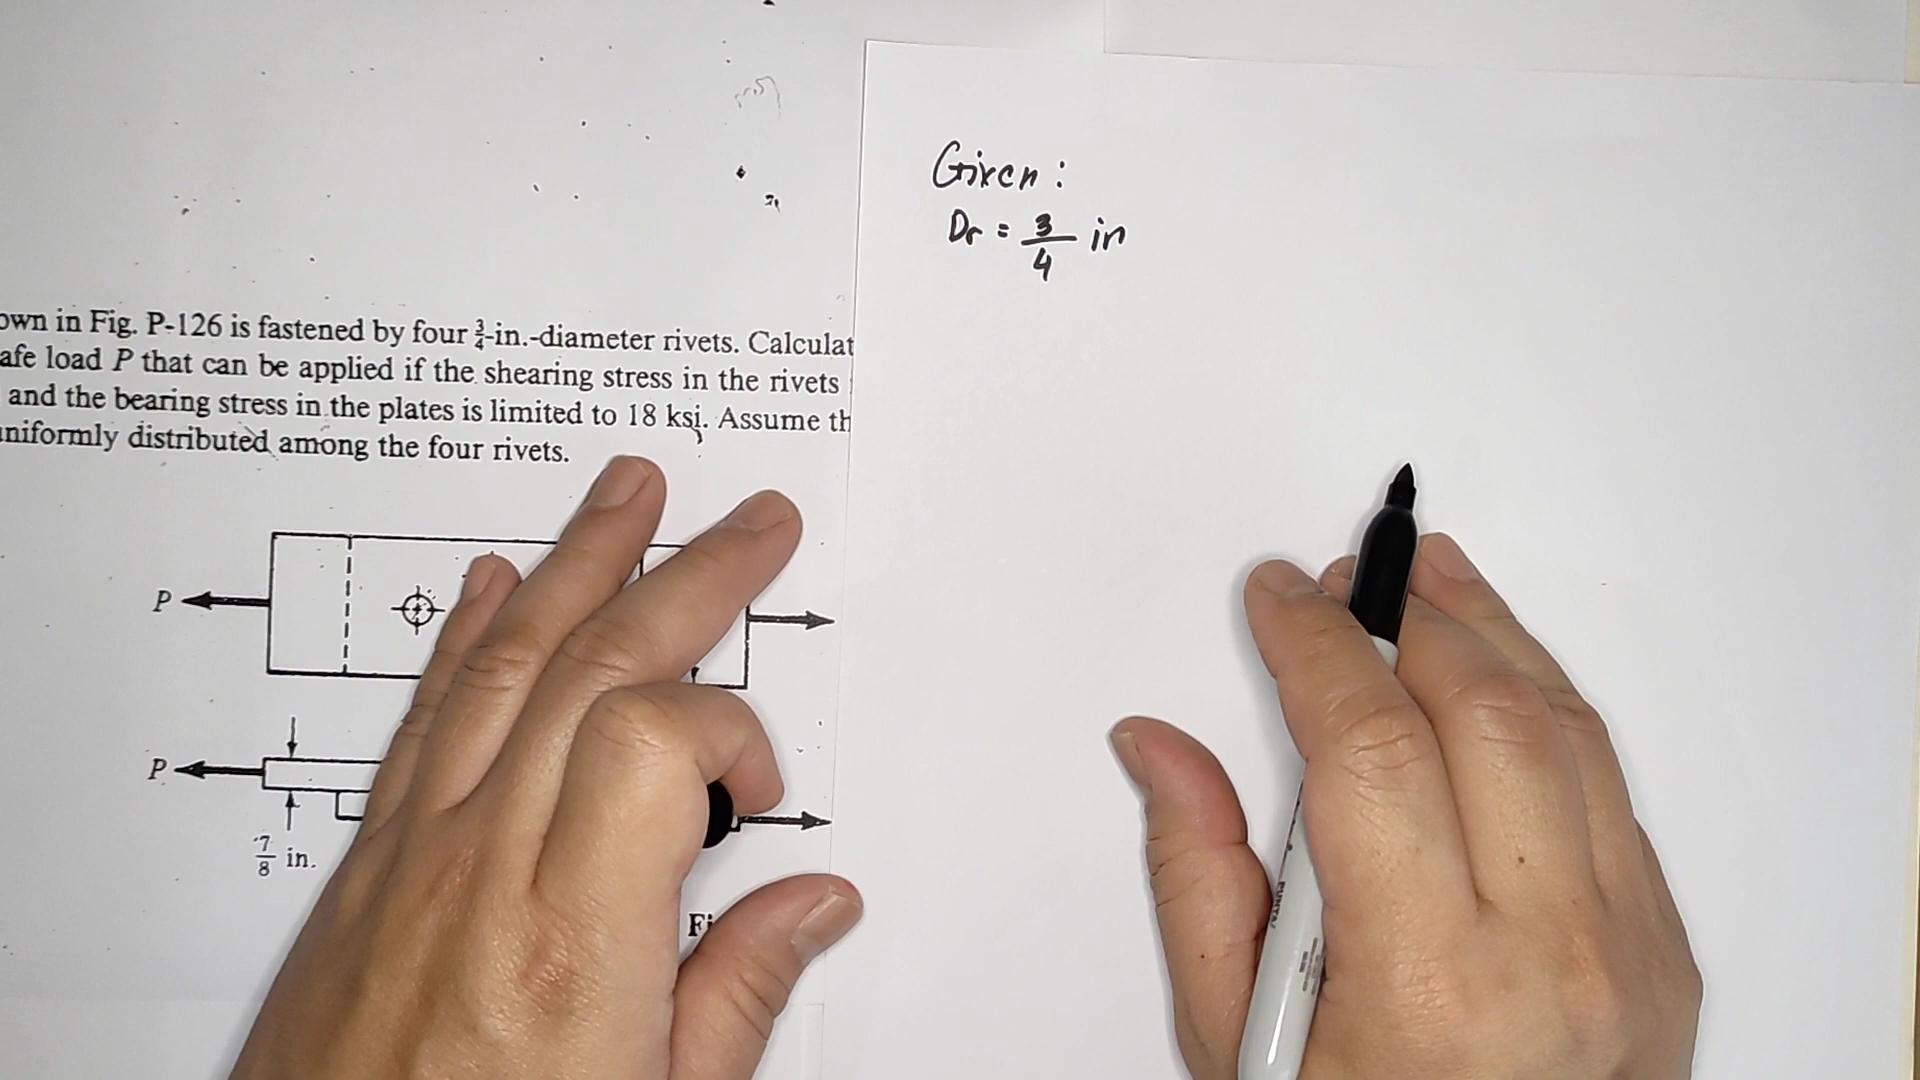 Given :
Dr = 3/4 in
own in Fig. P-126 is fastened by four 3/4-in.-diameter rivets. Calculat
afe load P that can be applied if the shearing stress in the rivets
and the bearing stress in the plates is limited to 18 ksi. Assume th
niformly distributed among the four rivets.
P
P
7/8 in.
Fi